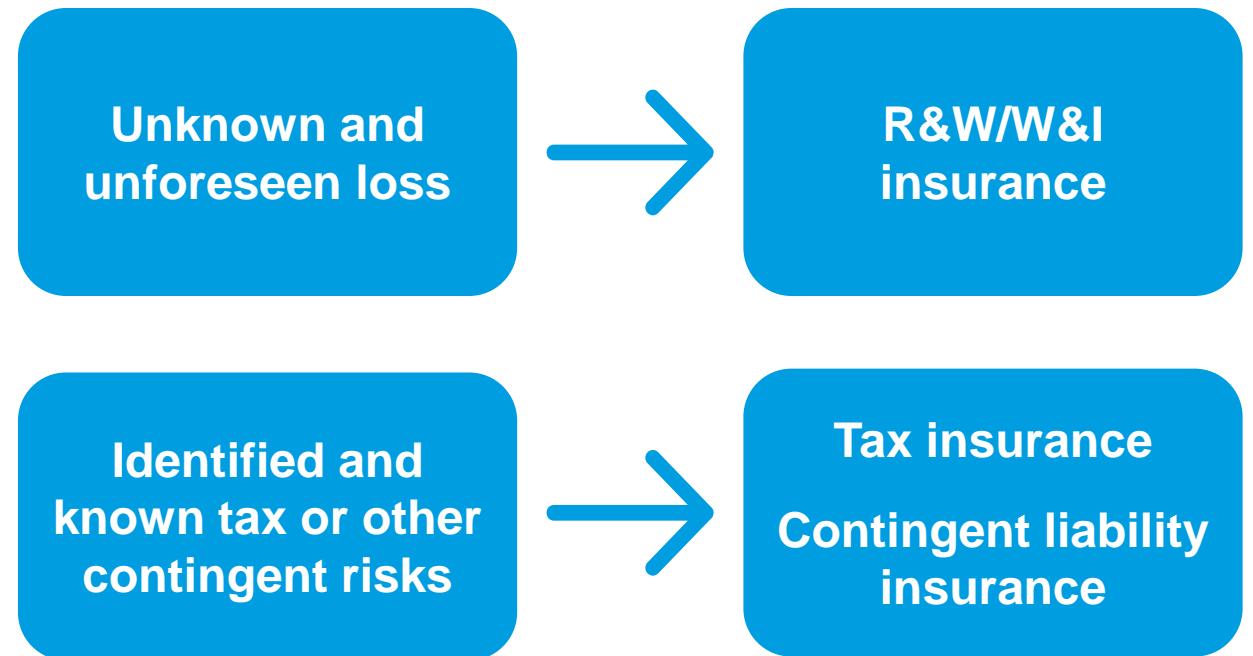 Unknown and
unforeseen loss
R&W/W&I
insurance
Identified and
known tax or other
contingent risks
Tax insurance
Contingent liability
insurance